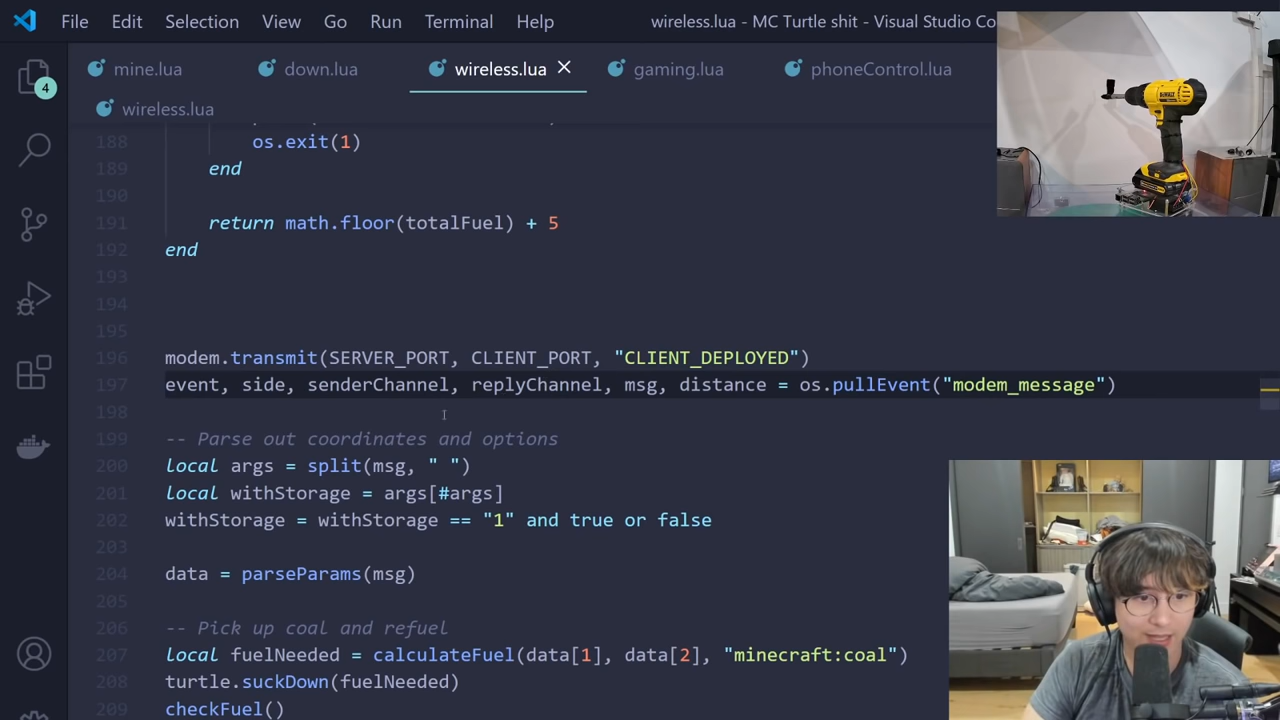 File Edit Selection View Go Run Terminal Help wireless.lua - MC Turtle shit - Visual Studio Co
mine.lua down.lua wireless.lua gaming.lua phoneControl.lua
4
wireless.lua
188 os.exit(1)
189 end
190
191 return math.floor(totalFuel) + 5
192 end
193
194
195
196 modem.transmit(SERVER_PORT, CLIENT_PORT, "CLIENT_DEPLOYED")
197 event, side, senderChannel, replyChannel, msg, distance = os.pullEvent("modem_message")
198
199 -- Parse out coordinates and options
200 local args = split(msg, " ")
201 local withStorage = args[#args]
202 withStorage = withStorage == "1" and true or false
203
204 data = parseParams(msg)
205
206 -- Pick up coal and refuel
207 local fuelNeeded = calculateFuel(data[1], data[2], "minecraft:coal")
208 turtle.suckDown(fuelNeeded)
209 checkFuel()